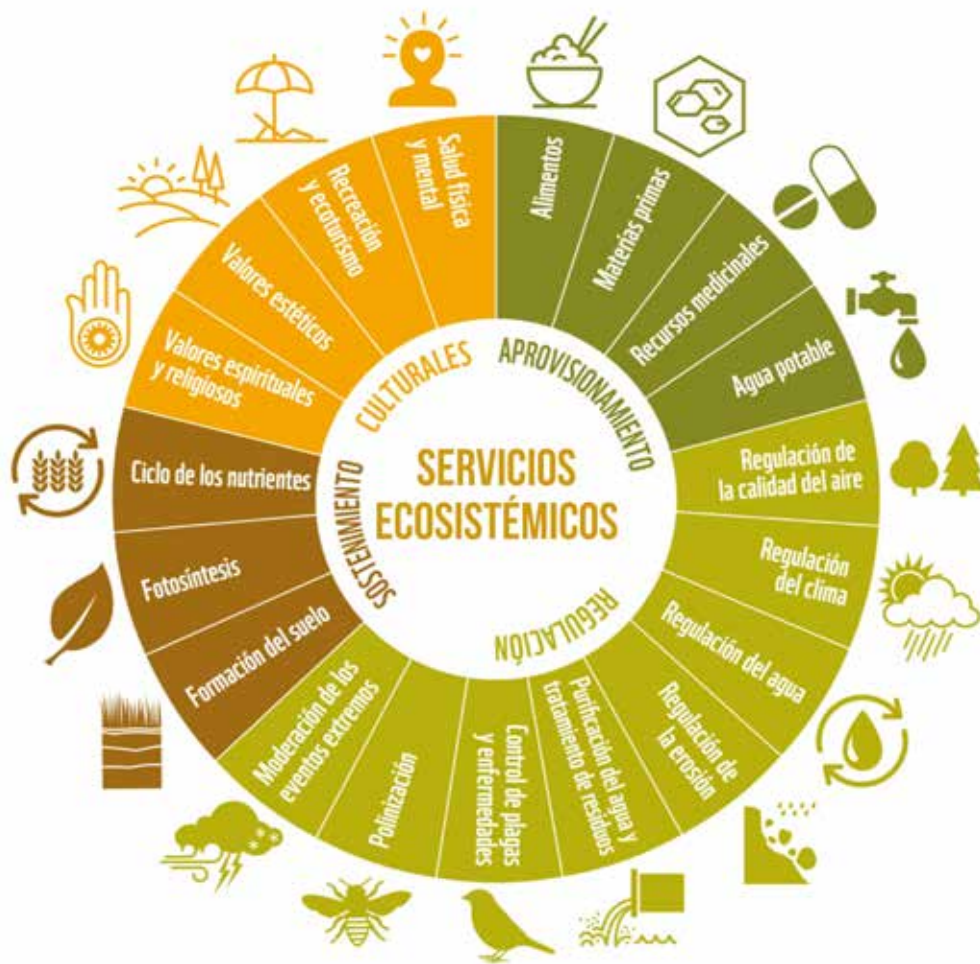 SERVICIOS
ECOSISTÉMICOS
APROVISIONAMIENTO
Alimentos
Materias primas
Recursos medicinales
Agua potable
REGULACIÓN
Regulación de
la calidad del aire
Regulación
del clima
Regulación del agua
Regulación de
la erosión
Purificación del agua y
tratamiento de residuos
Control de plagas
y enfermedades
Polinización
Moderación de los
eventos extremos
SOSTENIMIENTO
Formación del suelo
Fotosíntesis
Ciclo de los nutrientes
CULTURALES
Valores espirituales
y religiosos
Valores estéticos
Recreación
y ecoturismo
Salud física
y mental